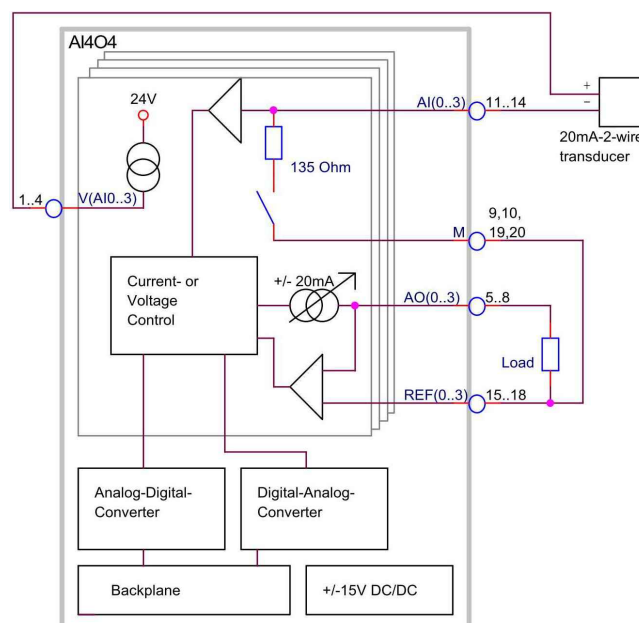 AI4O4
24V
AI(0..3)
11..14
+
−
20mA-2-wire
transducer
135 Ohm
1..4
V(AI0..3)
9,10,
M
19,20
Current- or
Voltage
Control
+/- 20mA
AO(0..3)
5..8
Load
REF(0..3)
15..18
Analog-Digital-
Converter
Digital-Analog-
Converter
Backplane
+/-15V DC/DC